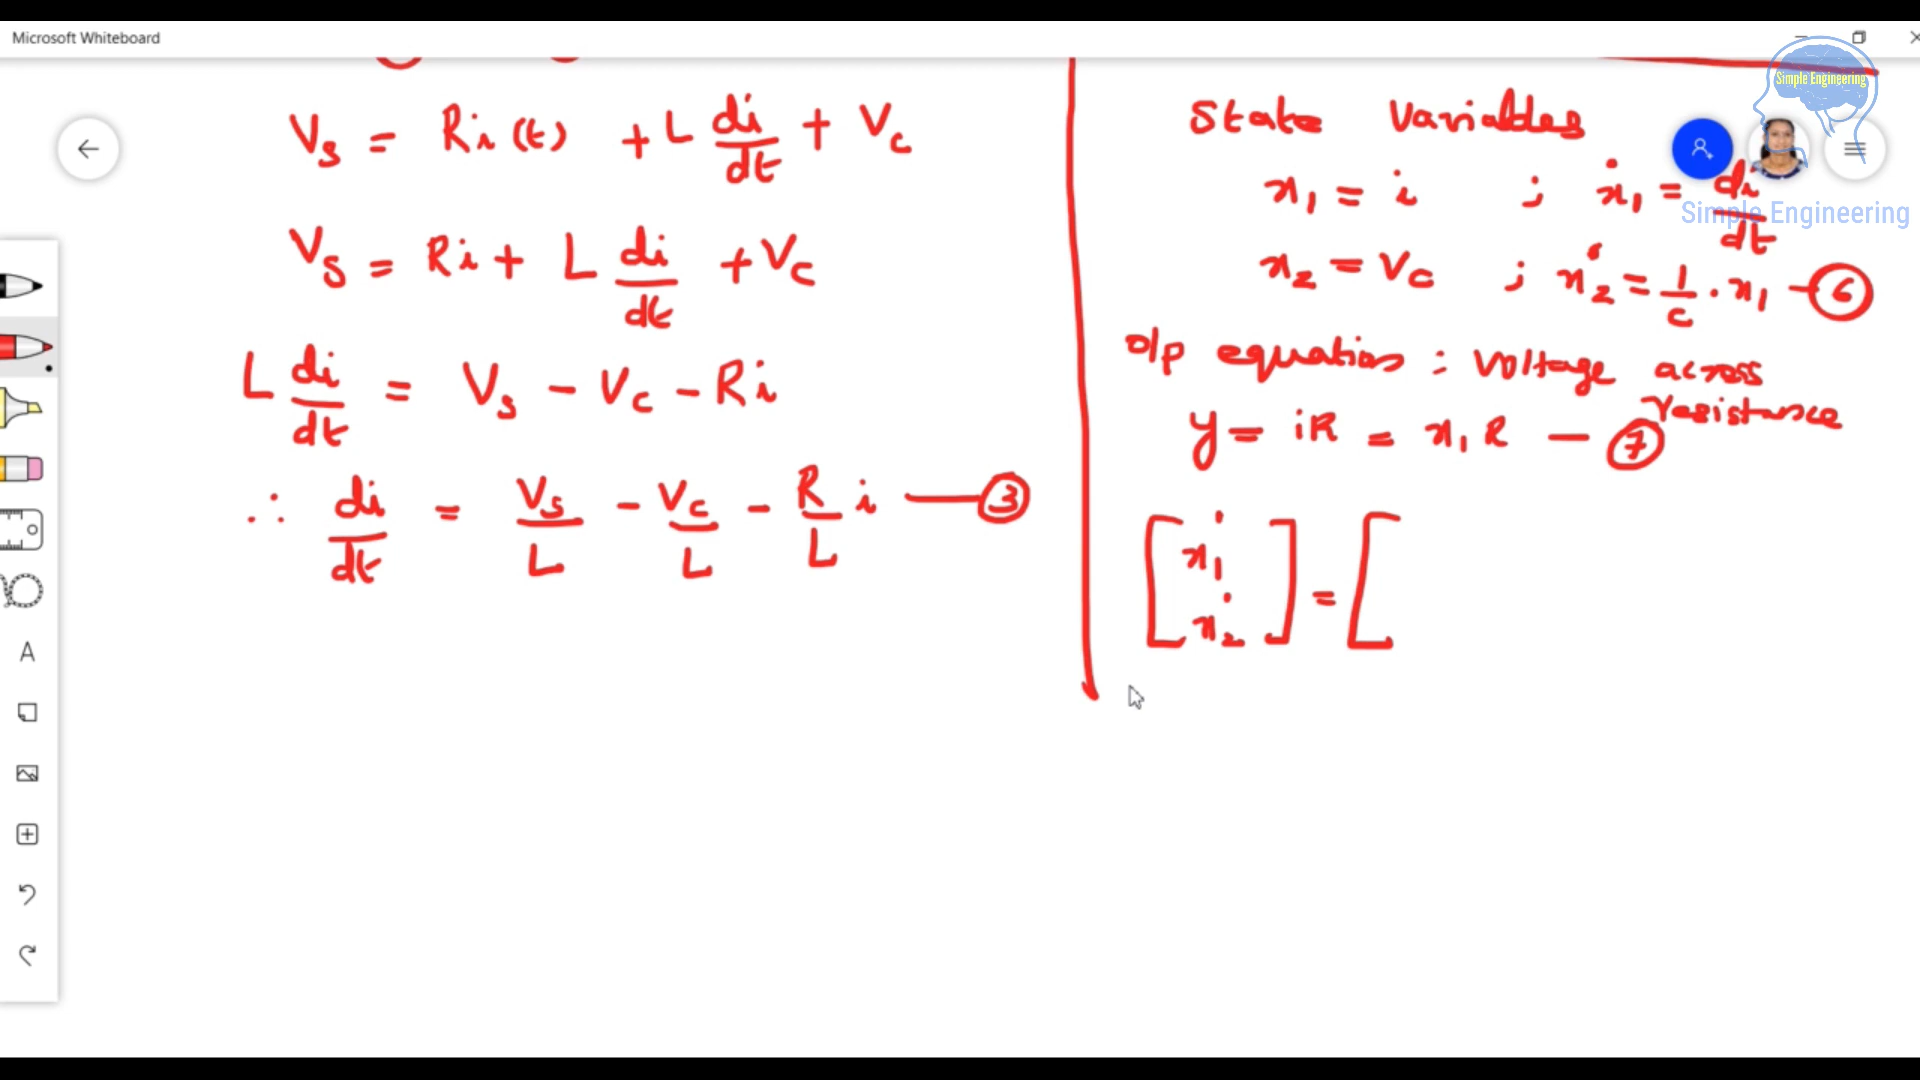 Microsoft Whiteboard
Simple Engineering
Vs = Ri(t) + L di/dt + Vc
Vs = Ri + L di/dt + Vc
L di/dt = Vs - Vc - Ri
∴ di/dt = Vs/L - Vc/L - R/L i — ③
State Variables
x₁ = i ; ẋ₁ = di/dt
Simple Engineering
x₂ = Vc ; ẋ₂ = 1/C · x₁ — ⑥
o/p equation : Voltage across
resistance
y = iR = x₁R — ⑦
[ẋ₁
ẋ₂] = [
A